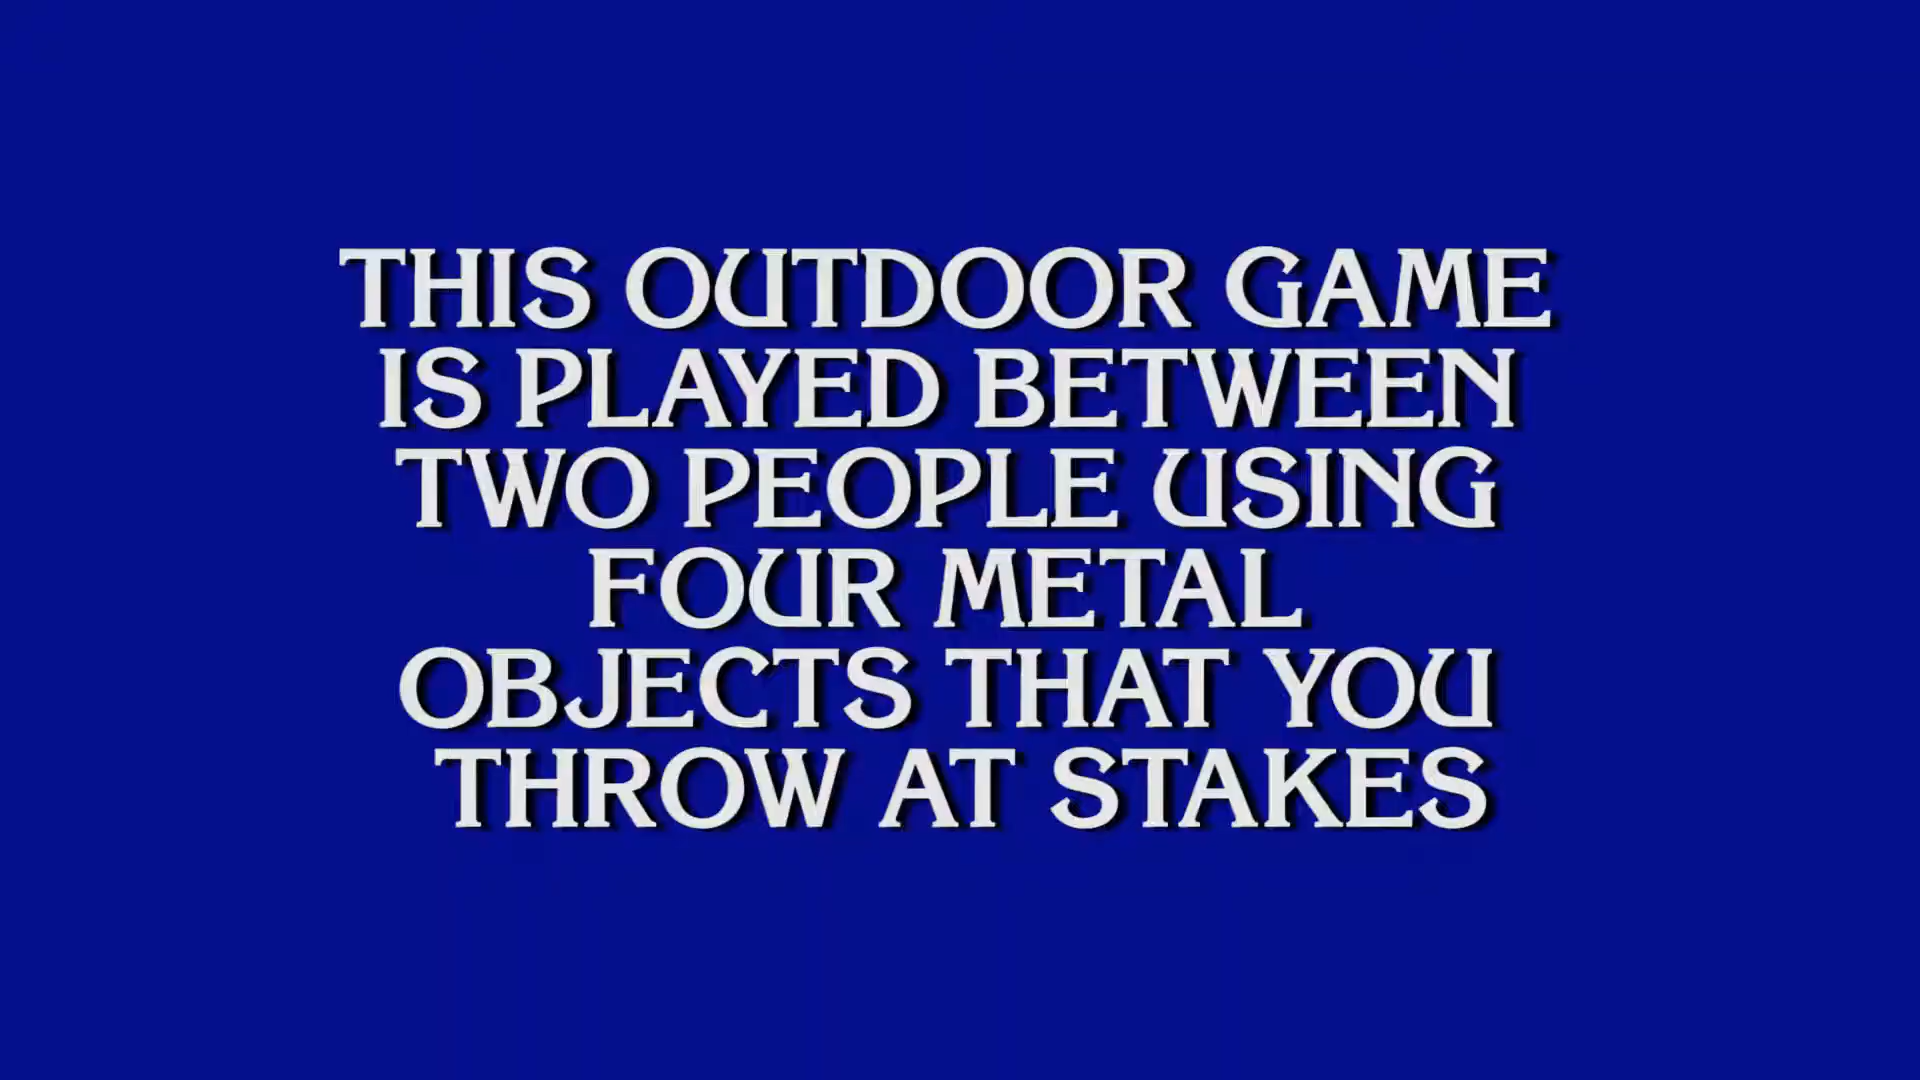 THIS OUTDOOR GAME
IS PLAYED BETWEEN
TWO PEOPLE USING
FOUR METAL
OBJECTS THAT YOU
THROW AT STAKES